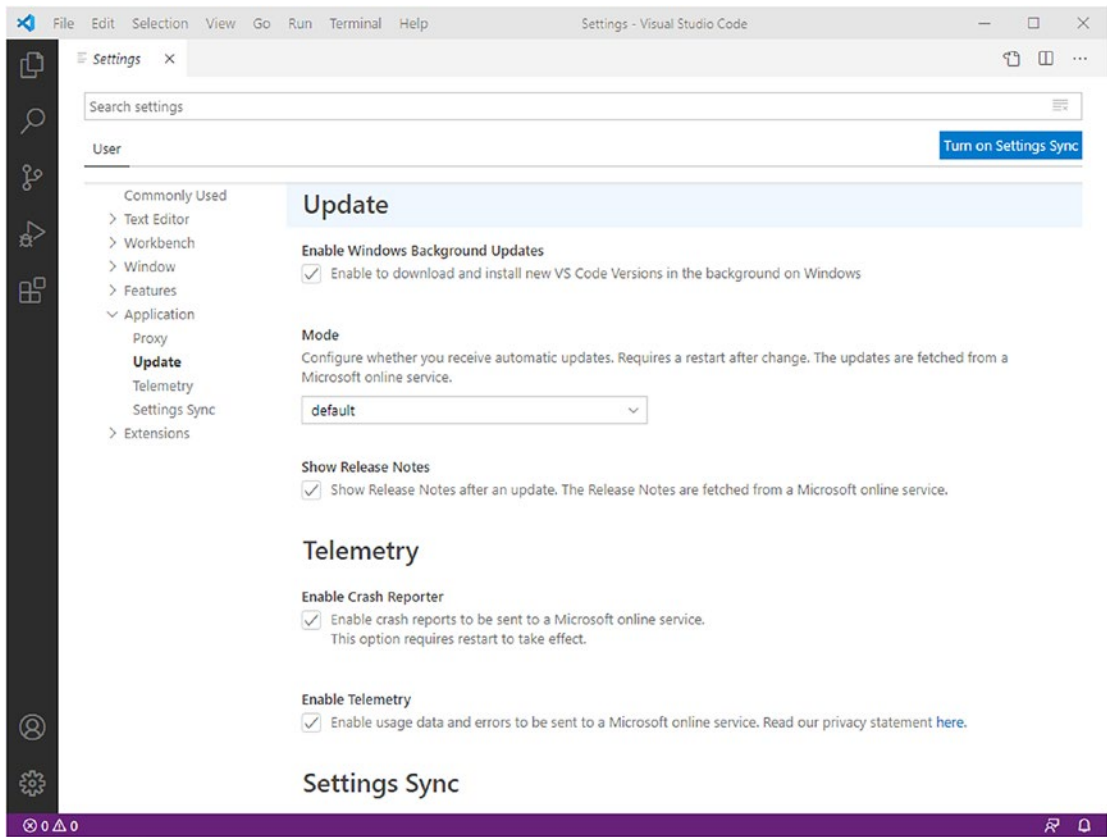 File Edit Selection View Go Run Terminal Help Settings - Visual Studio Code
Settings
Search settings
User
Turn on Settings Sync
Commonly Used
Text Editor
Workbench
Window
Features
Application
Proxy
Update
Telemetry
Settings Sync
Extensions
Update
Enable Windows Background Updates
Enable to download and install new VS Code Versions in the background on Windows
Mode
Configure whether you receive automatic updates. Requires a restart after change. The updates are fetched from a
Microsoft online service.
default
Show Release Notes
Show Release Notes after an update. The Release Notes are fetched from a Microsoft online service.
Telemetry
Enable Crash Reporter
Enable crash reports to be sent to a Microsoft online service.
This option requires restart to take effect.
Enable Telemetry
Enable usage data and errors to be sent to a Microsoft online service. Read our privacy statement here.
Settings Sync
0 0